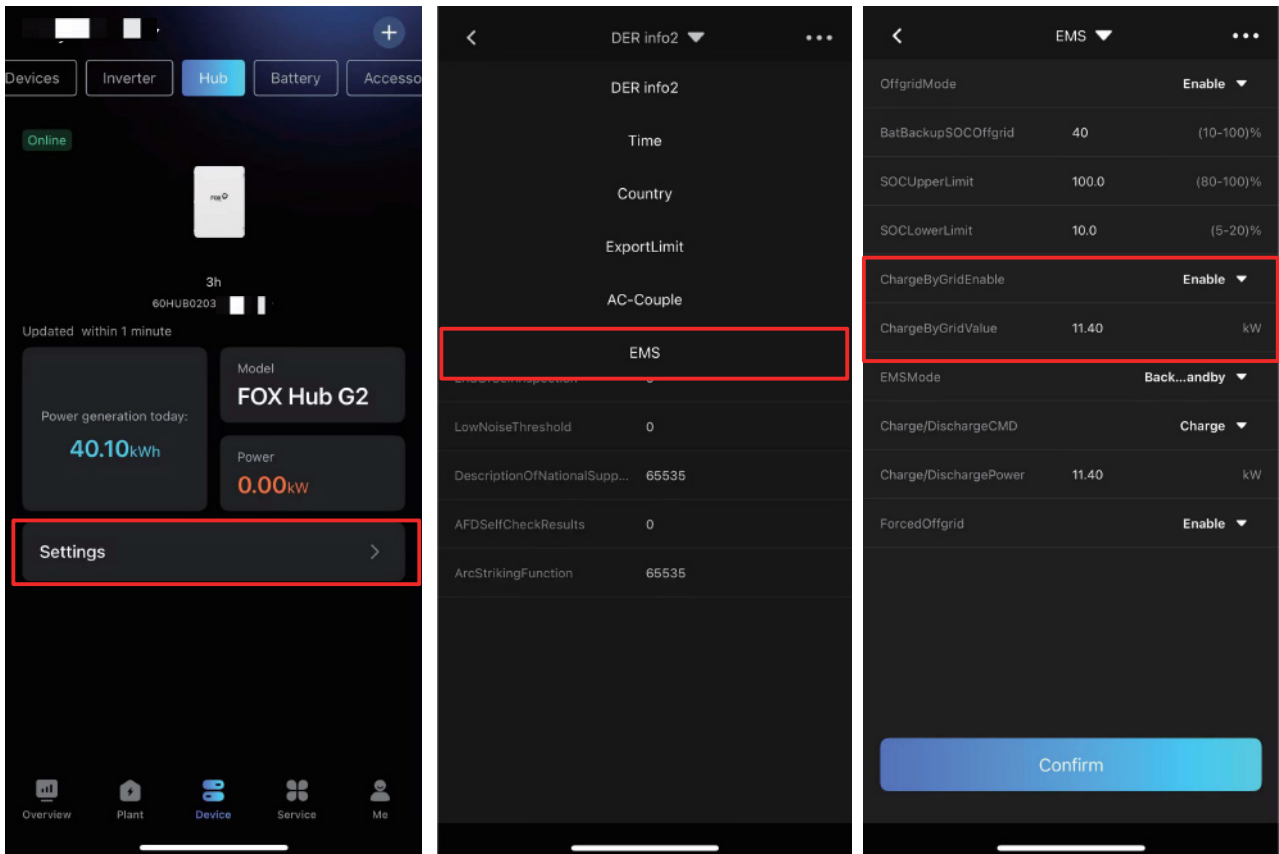 Devices
Inverter
Hub
Battery
Accesso
Online
FOX
3h
60HUB0203
Updated within 1 minute
Power generation today:
40.10kWh
Model
FOX Hub G2
Power
0.00kW
Settings
Overview
Plant
Device
Service
Me
DER info2
DER info2
Time
Country
ExportLimit
AC-Couple
EMS
LowNoiseThreshold 0
DescriptionOfNationalSupp... 65535
AFDSelfCheckResults 0
ArcStrikingFunction 65535
EMS
OffgridMode Enable
BatBackupSOCOffgrid 40 (10-100)%
SOCUpperLimit 100.0 (80-100)%
SOCLowerLimit 10.0 (5-20)%
ChargeByGridEnable Enable
ChargeByGridValue 11.40 kW
EMSMode Back...andby
Charge/DischargeCMD Charge
Charge/DischargePower 11.40 kW
ForcedOffgrid Enable
Confirm